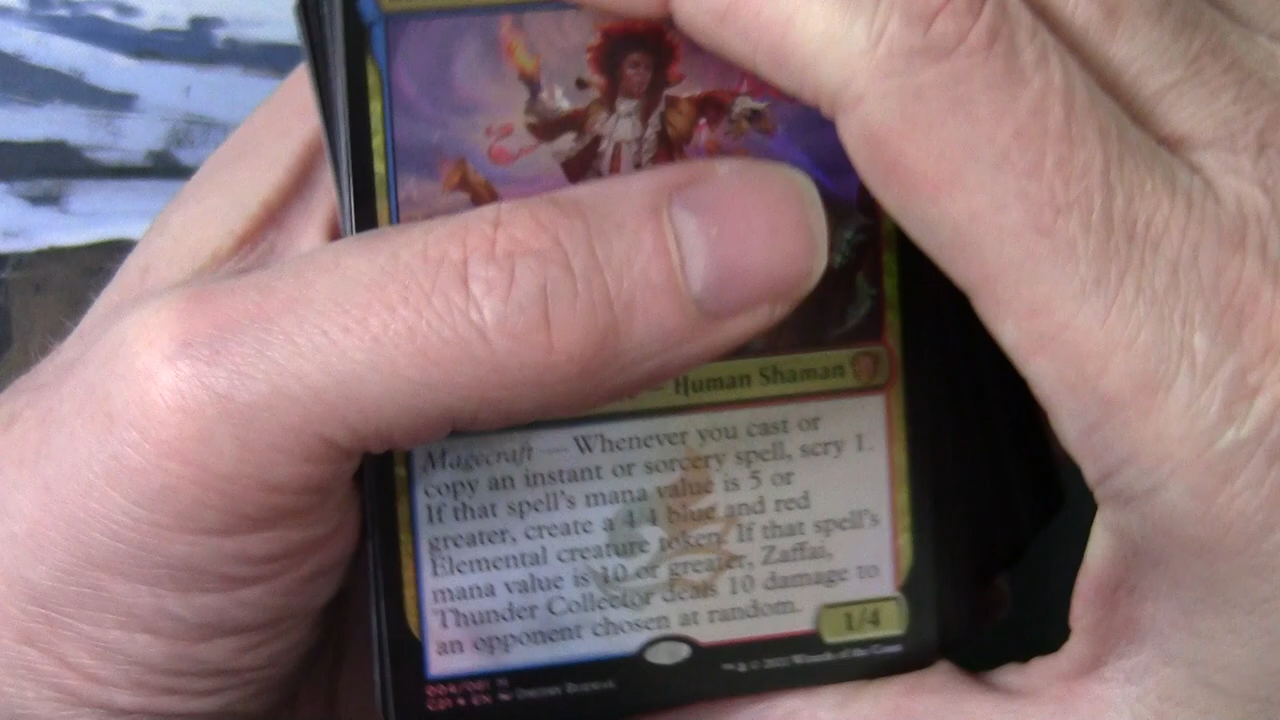 — Human Shaman
Magecraft — Whenever you cast or
copy an instant or sorcery spell, scry 1.
If that spell's mana value is 5 or
greater, create a 4/4 blue and red
Elemental creature token. If that spell's
mana value is 10 or greater, Zaffai,
Thunder Collector deals 10 damage to
an opponent chosen at random.
1/4
™ & © 2021 Wizards of the Coast